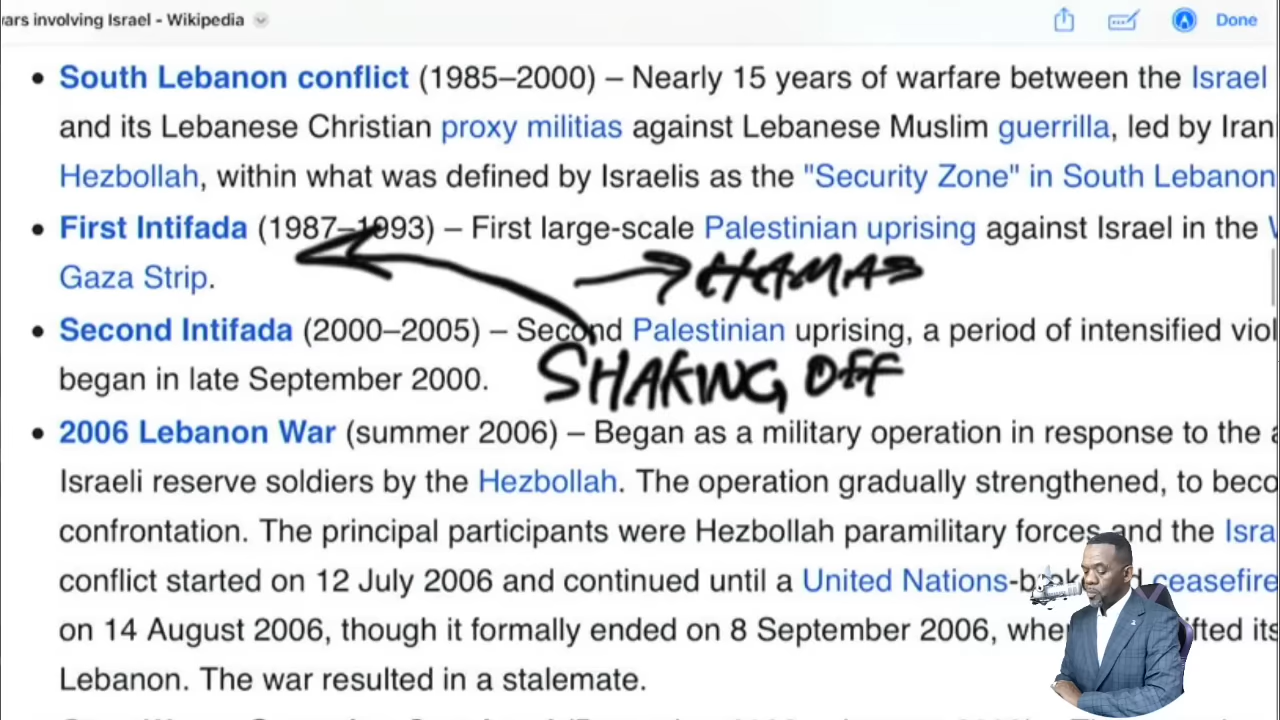 ars involving Israel - Wikipedia
Done
• South Lebanon conflict (1985–2000) – Nearly 15 years of warfare between the Israel
and its Lebanese Christian proxy militias against Lebanese Muslim guerrilla, led by Iran
Hezbollah, within what was defined by Israelis as the "Security Zone" in South Lebanon
• First Intifada (1987–1993) – First large-scale Palestinian uprising against Israel in the
Gaza Strip.
HAMAS
• Second Intifada (2000–2005) – Second Palestinian uprising, a period of intensified viol
began in late September 2000.
SHAKING OFF
• 2006 Lebanon War (summer 2006) – Began as a military operation in response to the a
Israeli reserve soldiers by the Hezbollah. The operation gradually strengthened, to beco
confrontation. The principal participants were Hezbollah paramilitary forces and the Isra
conflict started on 12 July 2006 and continued until a United Nations-b ceasefire
on 14 August 2006, though it formally ended on 8 September 2006, whe ifted its
Lebanon. The war resulted in a stalemate.